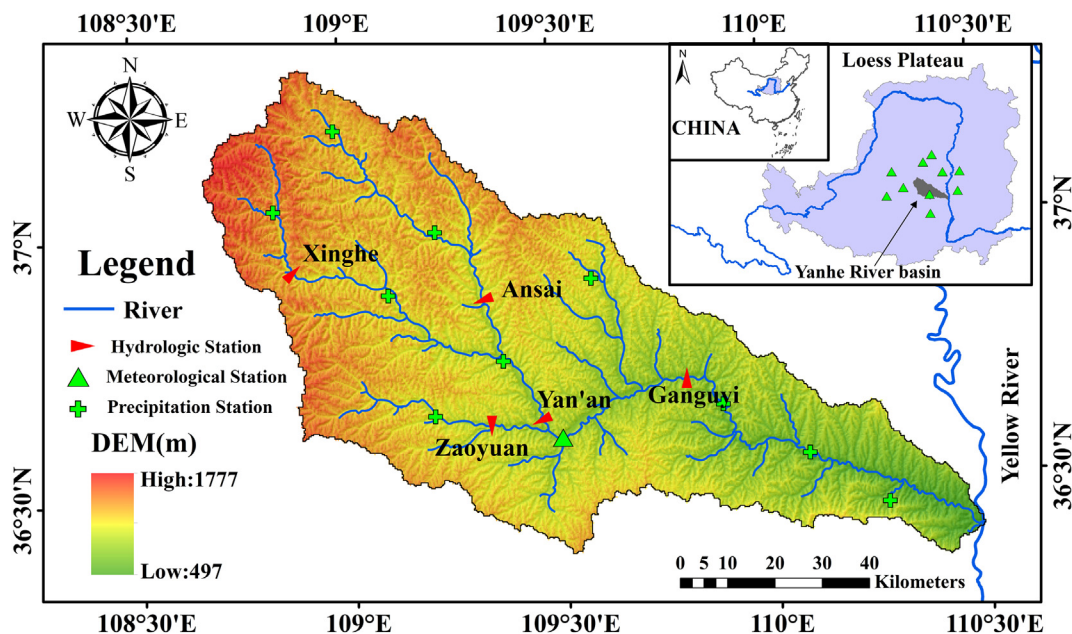 108°30'E 109°E 109°30'E 110°E 110°30'E
N
W E
S
N
CHINA
Loess Plateau
Yanhe River basin
37°N
37°N
36°30'N
36°30'N
Xinghe
Ansai
Yan'an
Zaoyuan
Ganguyi
Yellow River
Legend
River
Hydrologic Station
Meteorological Station
Precipitation Station
DEM(m)
High:1777
Low:497
0 5 10 20 30 40
Kilometers
108°30'E 109°E 109°30'E 110°E 110°30'E